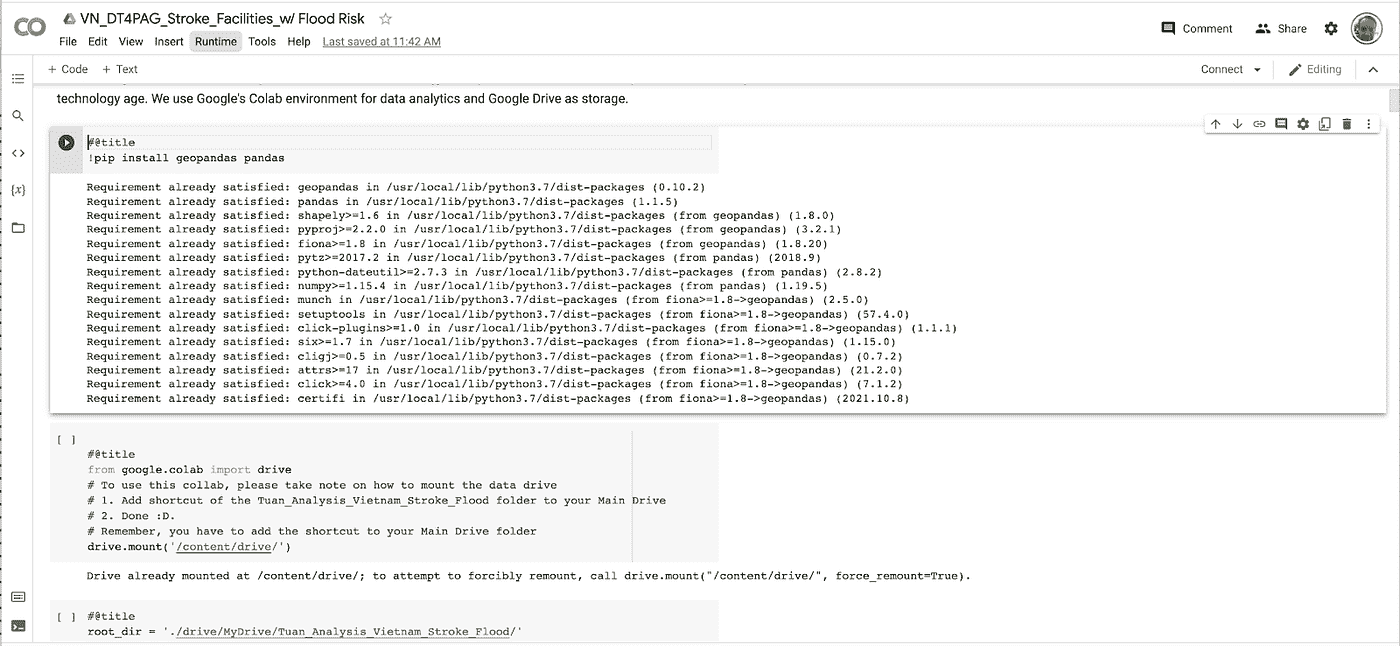 CO
VN_DT4PAG_Stroke_Facilities_w/ Flood Risk
File Edit View Insert Runtime Tools Help Last saved at 11:42 AM
Comment Share
+ Code + Text
Connect Editing
technology age. We use Google's Colab environment for data analytics and Google Drive as storage.
#@title
!pip install geopandas pandas
Requirement already satisfied: geopandas in /usr/local/lib/python3.7/dist-packages (0.10.2)
Requirement already satisfied: pandas in /usr/local/lib/python3.7/dist-packages (1.1.5)
Requirement already satisfied: shapely>=1.6 in /usr/local/lib/python3.7/dist-packages (from geopandas) (1.8.0)
Requirement already satisfied: pyproj>=2.2.0 in /usr/local/lib/python3.7/dist-packages (from geopandas) (3.2.1)
Requirement already satisfied: fiona>=1.8 in /usr/local/lib/python3.7/dist-packages (from geopandas) (1.8.20)
Requirement already satisfied: pytz>=2017.2 in /usr/local/lib/python3.7/dist-packages (from pandas) (2018.9)
Requirement already satisfied: python-dateutil>=2.7.3 in /usr/local/lib/python3.7/dist-packages (from pandas) (2.8.2)
Requirement already satisfied: numpy>=1.15.4 in /usr/local/lib/python3.7/dist-packages (from pandas) (1.19.5)
Requirement already satisfied: munch in /usr/local/lib/python3.7/dist-packages (from fiona>=1.8->geopandas) (2.5.0)
Requirement already satisfied: setuptools in /usr/local/lib/python3.7/dist-packages (from fiona>=1.8->geopandas) (57.4.0)
Requirement already satisfied: click-plugins>=1.0 in /usr/local/lib/python3.7/dist-packages (from fiona>=1.8->geopandas) (1.1.1)
Requirement already satisfied: six>=1.7 in /usr/local/lib/python3.7/dist-packages (from fiona>=1.8->geopandas) (1.15.0)
Requirement already satisfied: cligj>=0.5 in /usr/local/lib/python3.7/dist-packages (from fiona>=1.8->geopandas) (0.7.2)
Requirement already satisfied: attrs>=17 in /usr/local/lib/python3.7/dist-packages (from fiona>=1.8->geopandas) (21.2.0)
Requirement already satisfied: click>=4.0 in /usr/local/lib/python3.7/dist-packages (from fiona>=1.8->geopandas) (7.1.2)
Requirement already satisfied: certifi in /usr/local/lib/python3.7/dist-packages (from fiona>=1.8->geopandas) (2021.10.8)
[ ]
#@title
from google.colab import drive
# To use this collab, please take note on how to mount the data drive
# 1. Add shortcut of the Tuan_Analysis_Vietnam_Stroke_Flood folder to your Main Drive
# 2. Done :D.
# Remember, you have to add the shortcut to your Main Drive folder
drive.mount('/content/drive/')
Drive already mounted at /content/drive/; to attempt to forcibly remount, call drive.mount("/content/drive/", force_remount=True).
[ ] #@title
root_dir = './drive/MyDrive/Tuan_Analysis_Vietnam_Stroke_Flood/'